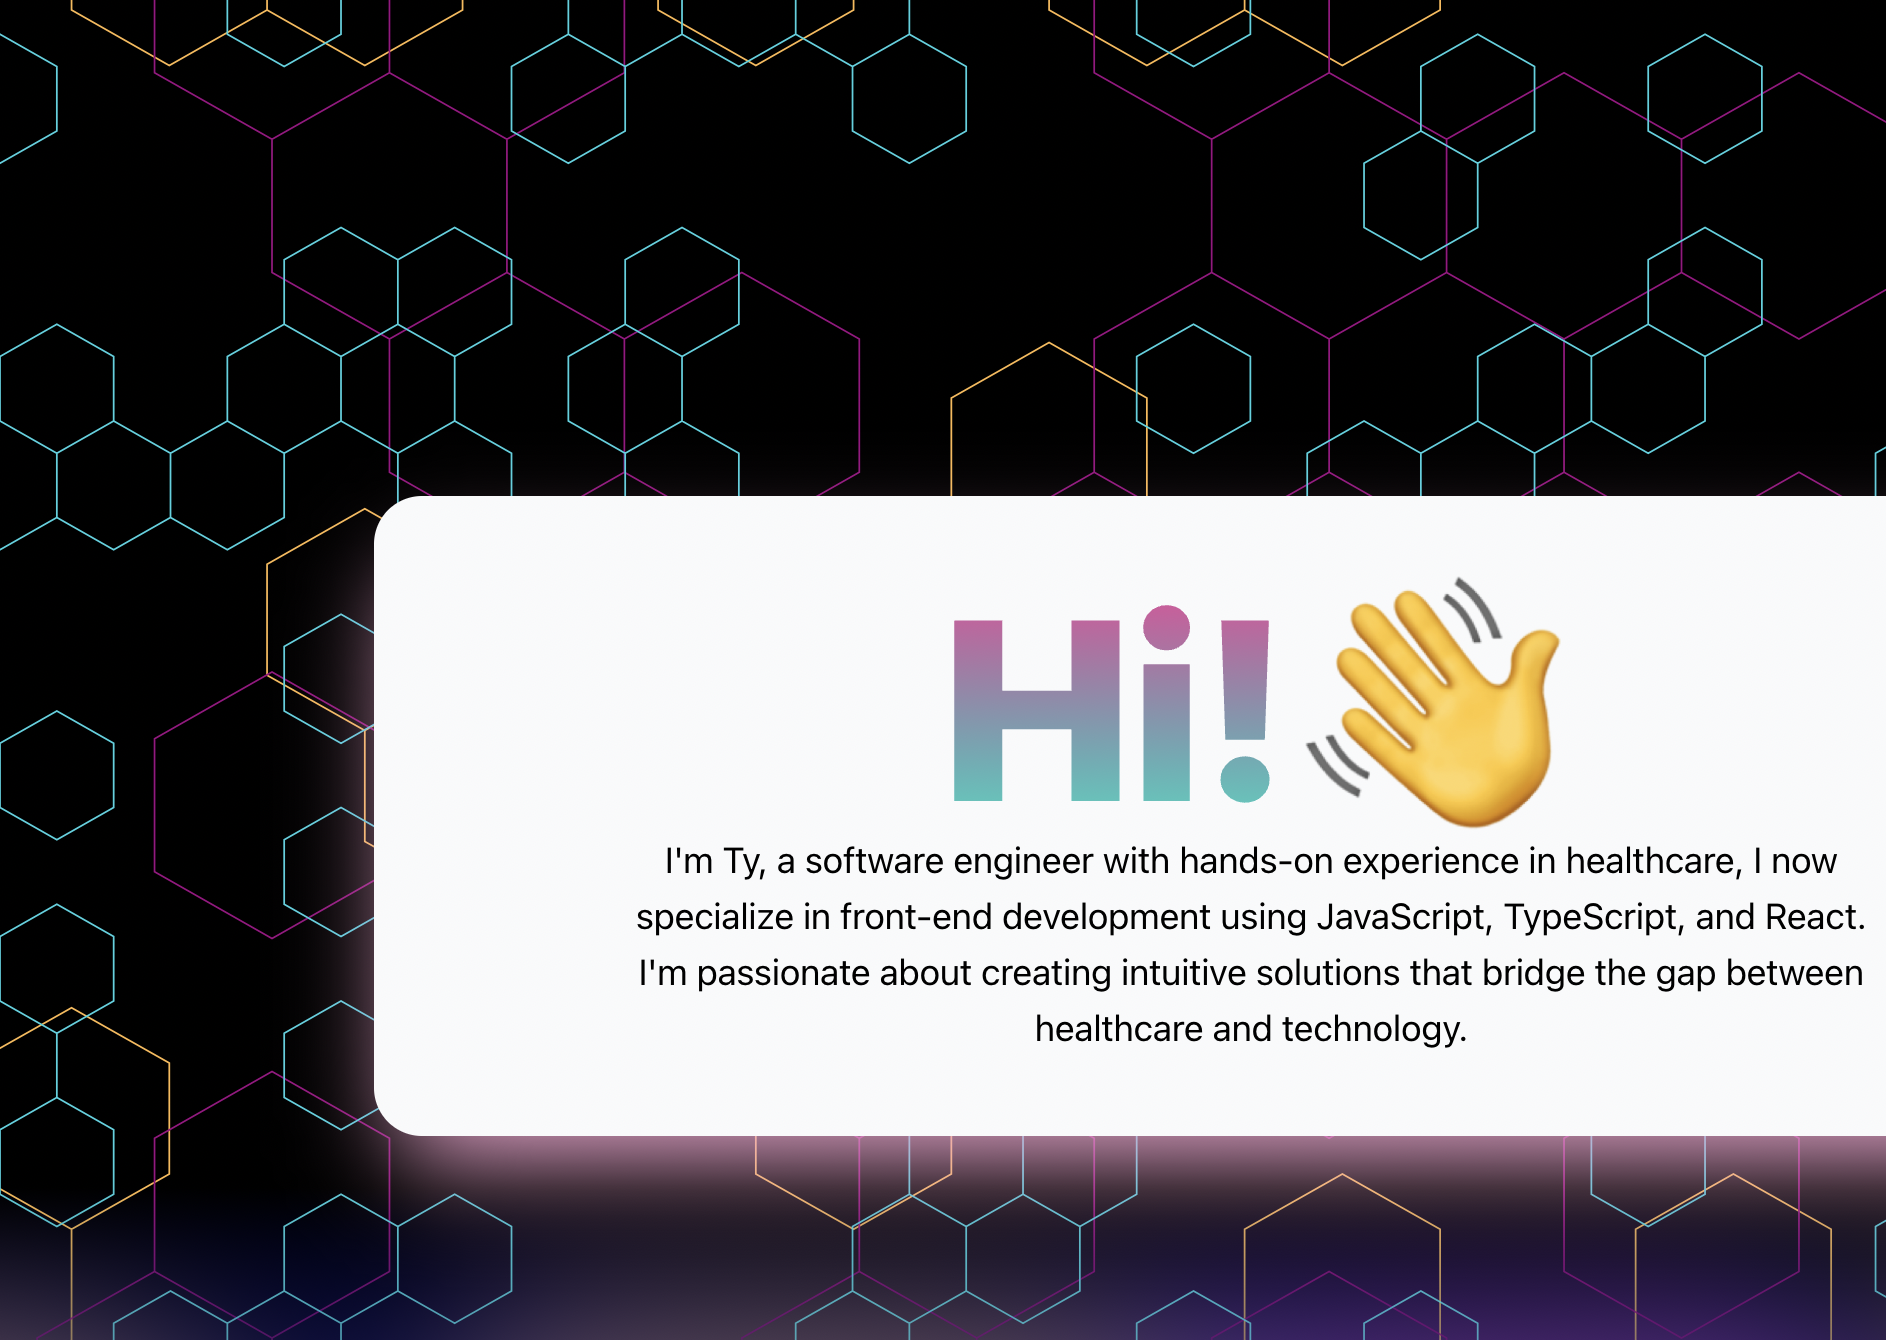 Hi! 👋
I'm Ty, a software engineer with hands-on experience in healthcare, I now
specialize in front-end development using JavaScript, TypeScript, and React.
I'm passionate about creating intuitive solutions that bridge the gap between
healthcare and technology.